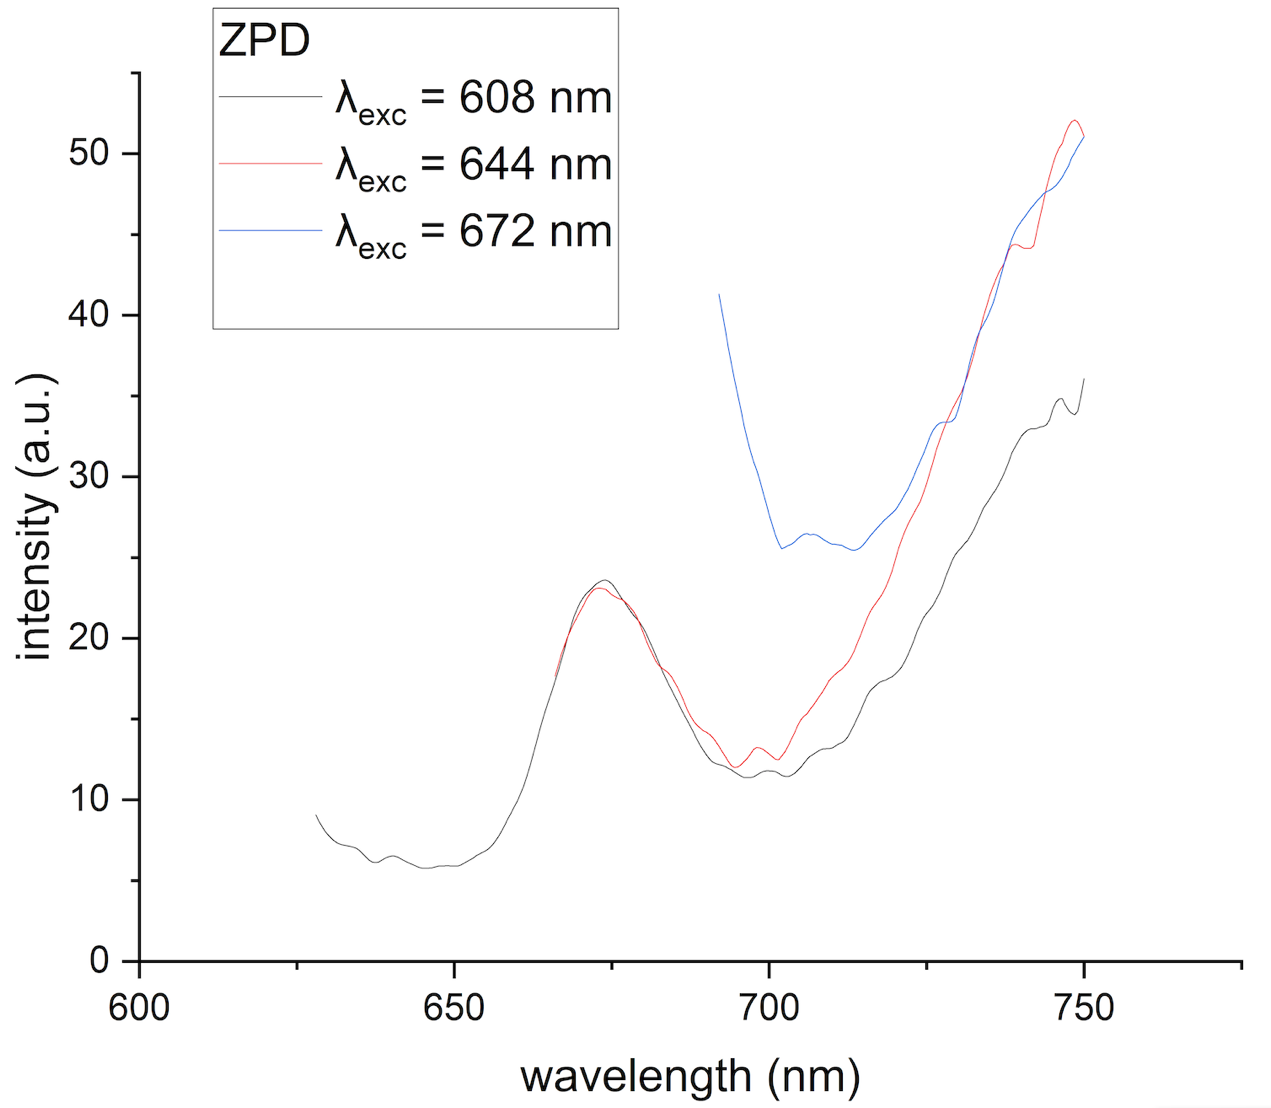 ZPD
λexc = 608 nm
λexc = 644 nm
λexc = 672 nm
50
40
30
20
10
0
intensity (a.u.)
600 650 700 750
wavelength (nm)